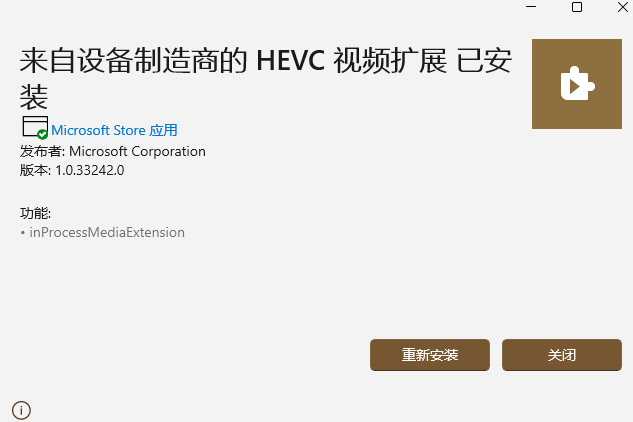 来自设备制造商的 HEVC 视频扩展 已安
装
Microsoft Store 应用
发布者: Microsoft Corporation
版本: 1.0.33242.0
功能:
• inProcessMediaExtension
重新安装
关闭